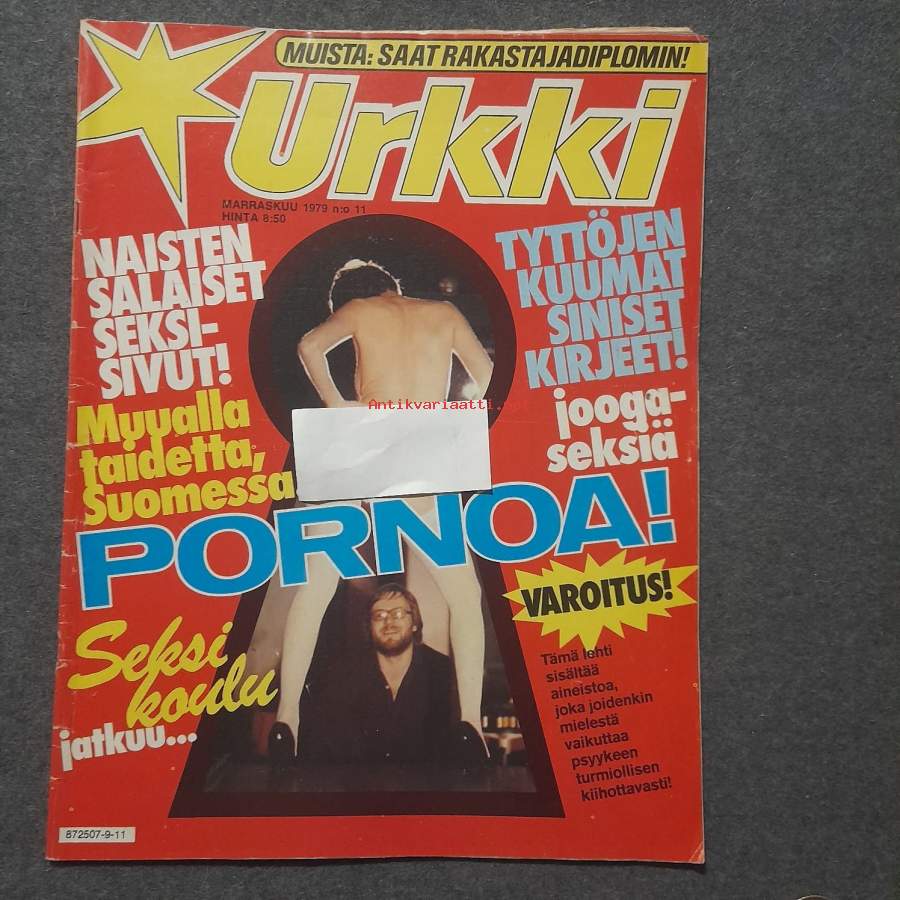 MUISTA: SAAT RAKASTAJADIPLOMIN!
Urkki
MARRASKUU 1979 n:o 11
HINTA 8:50
NAISTEN
SALAISET
SEKSI-
SIVUT!
TYTTÖJEN
KUUMAT
SINISET
KIRJEET!
Muualla
taidetta,
Suomessa
jooga-
seksiä
PORNOA!
VAROITUS!
Tämä lehti
sisältää
aineistoa,
joka joidenkin
mielestä
vaikuttaa
psyykeen
turmiollisen
kiihottavasti!
Seksi
koulu
jatkuu...
872507-9-11